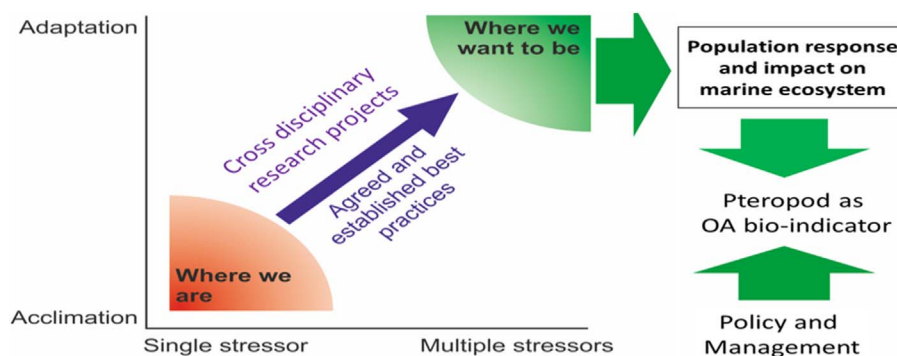 Adaptation
Where we
want to be
Cross disciplinary
research projects
Agreed and
established best
practices
Where we
are
Acclimation
Single stressor
Multiple stressors
Population response
and impact on
marine ecosystem
Pteropod as
OA bio-indicator
Policy and
Management